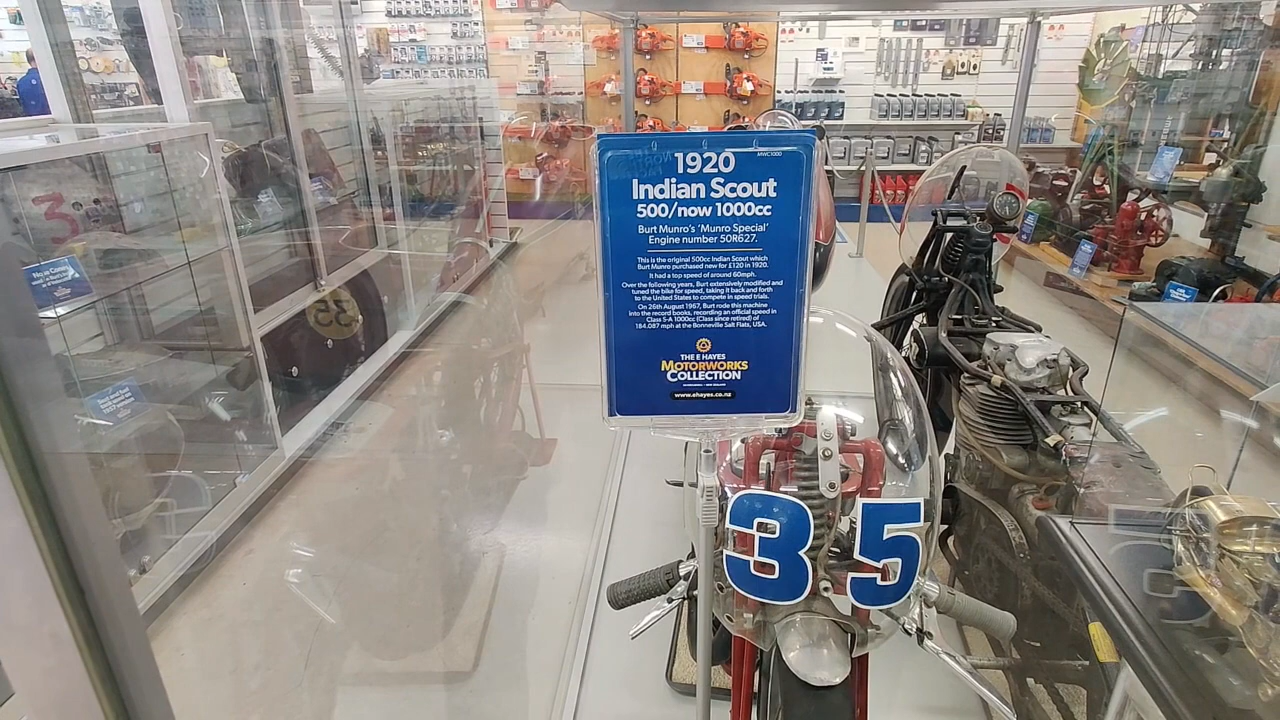 1920
MWC1000
Indian Scout
500/now 1000cc
Burt Munro's 'Munro Special'
Engine number 50R627.
This is the original 500cc Indian Scout which
Burt Munro purchased new for £120 in 1920.
It had a top speed of around 60mph.
Over the following years, Burt extensively modified and
tuned the bike for speed, taking it back and forth
to the United States to compete in speed trials.
On 26th August 1967, Burt rode this machine
into the record books, recording an official speed in
Class S-A 1000cc (Class since retired) of
184.087 mph at the Bonneville Salt Flats, USA.
THE E HAYES
MOTORWORKS
COLLECTION
www.ehayes.co.nz
35
3
35